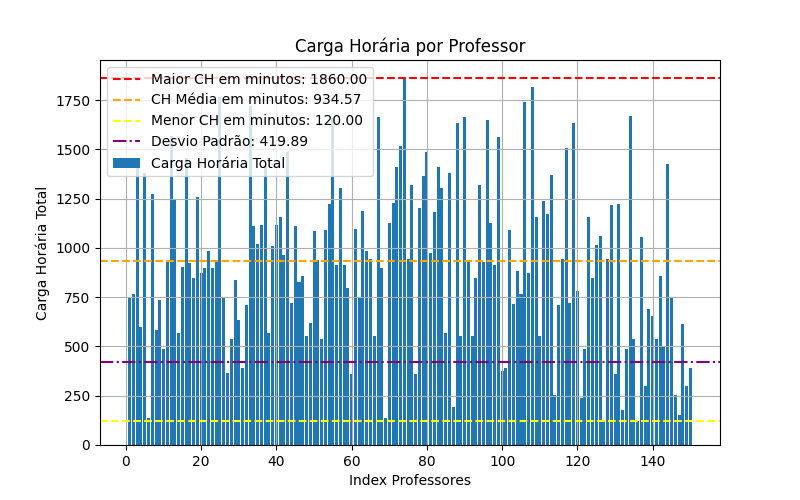 Carga Horária por Professor
Maior CH em minutos: 1860.00
CH Média em minutos: 934.57
Menor CH em minutos: 120.00
Desvio Padrão: 419.89
Carga Horária Total
Carga Horária Total
1750
1500
1250
1000
750
500
250
0
0 20 40 60 80 100 120 140
Index Professores